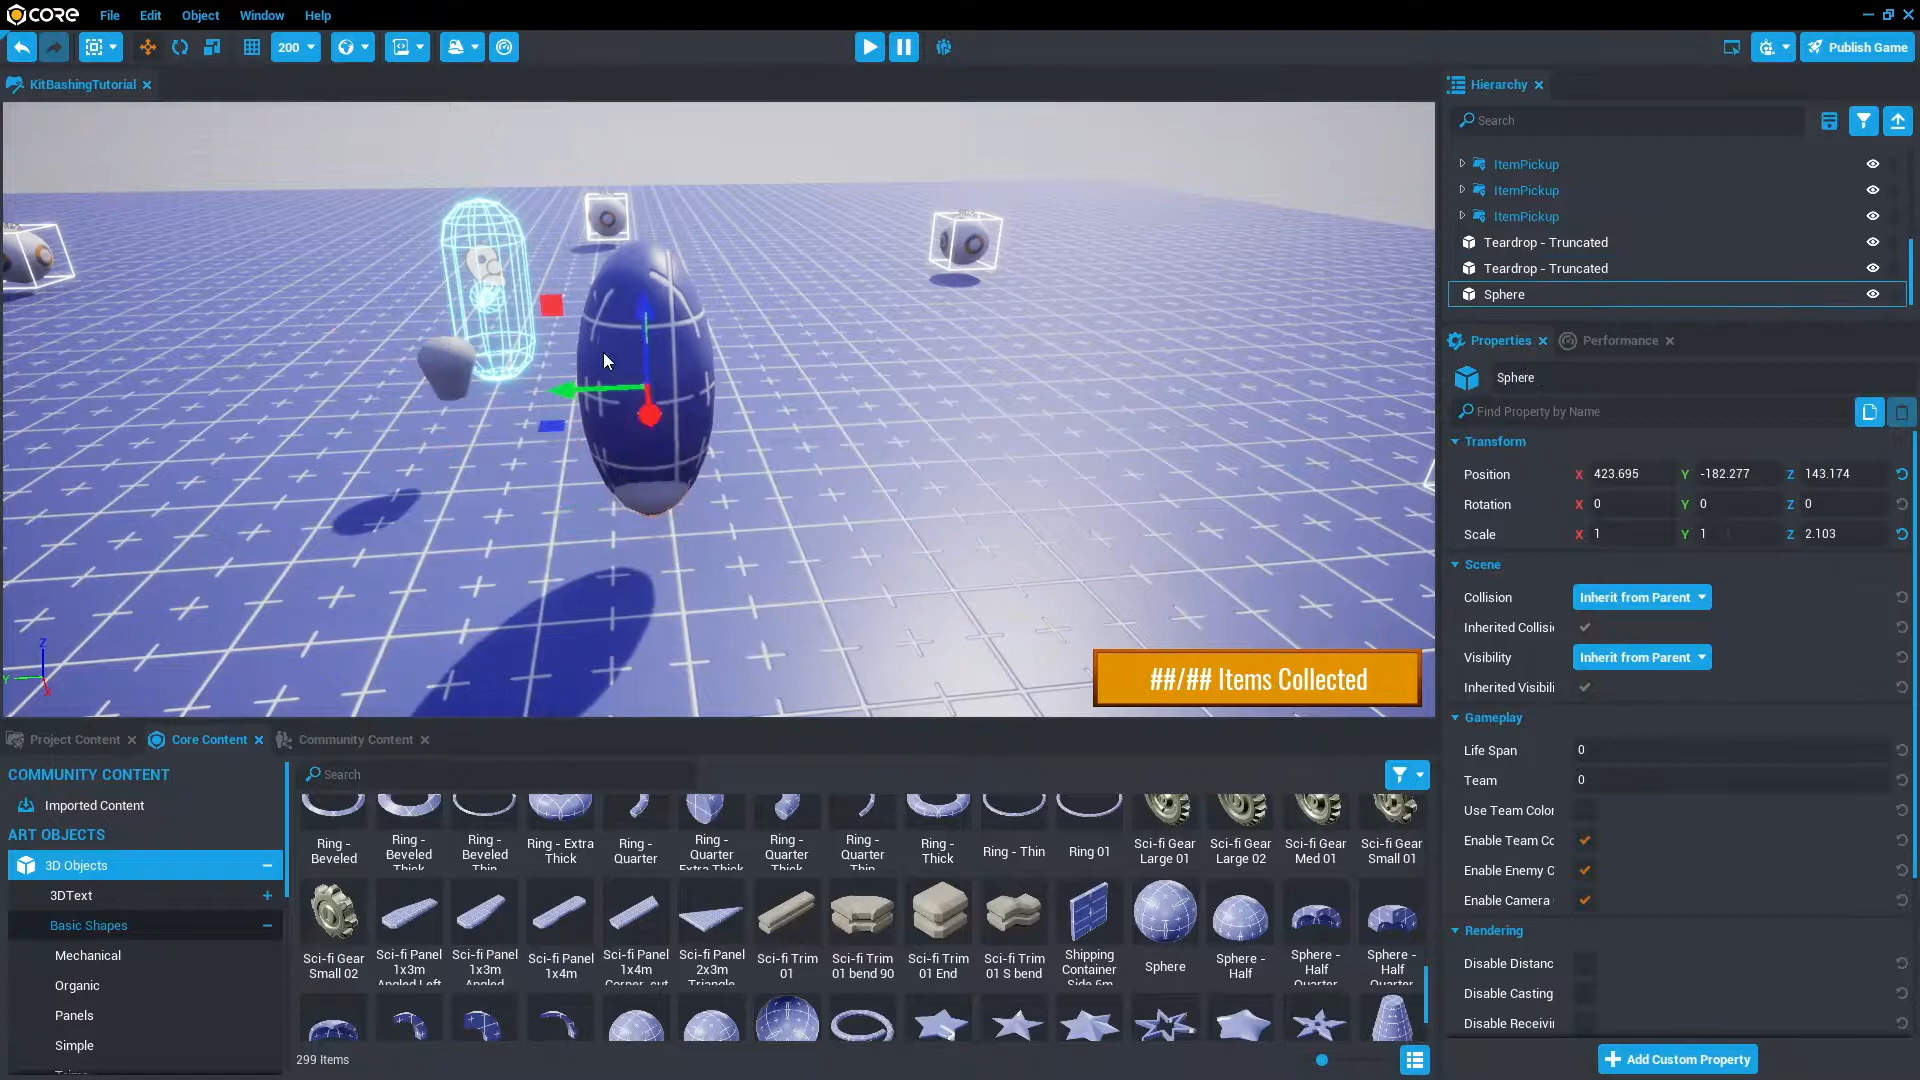 CORE File Edit Object Window Help
200 Publish Game
KitBashingTutorial
Hierarchy
Search
ItemPickup
ItemPickup
ItemPickup
Teardrop - Truncated
Teardrop - Truncated
Sphere
Properties Performance
Sphere
Find Property by Name
Transform
Position X 423.695 Y -182.277 Z 143.174
Rotation X 0 Y 0 Z 0
Scale X 1 Y 1 Z 2.103
Scene
Collision Inherit from Parent
Inherited Collisi
Visibility Inherit from Parent
Inherited Visibili
Gameplay
Life Span 0
Team 0
Use Team Color
Enable Team Co
Enable Enemy C
Enable Camera
Rendering
Disable Distanc
Disable Casting
Disable Receivi
Add Custom Property
Z
Y
X
##/## Items Collected
Project Content Core Content Community Content
COMMUNITY CONTENT
Imported Content
ART OBJECTS
3D Objects
3DText
Basic Shapes
Mechanical
Organic
Panels
Simple
Search
Ring -
Beveled
Ring -
Beveled
Thick
Ring -
Beveled
Thin
Ring - Extra
Thick
Ring -
Quarter
Ring -
Quarter
Extra Thick
Ring -
Quarter
Thick
Ring -
Quarter
Thin
Ring -
Thick
Ring - Thin
Ring 01
Sci-fi Gear
Large 01
Sci-fi Gear
Large 02
Sci-fi Gear
Med 01
Sci-fi Gear
Small 01
Sci-fi Gear
Small 02
Sci-fi Panel
1x3m
Angled Left
Sci-fi Panel
1x3m
Angled
Sci-fi Panel
1x4m
Sci-fi Panel
1x4m
Corner cut
Sci-fi Panel
2x3m
Triangle
Sci-fi Trim
01
Sci-fi Trim
01 bend 90
Sci-fi Trim
01 End
Sci-fi Trim
01 S bend
Shipping
Container
Side 6m
Sphere
Sphere -
Half
Sphere -
Half
Quarter
Sphere -
Half
Quarter
299 Items